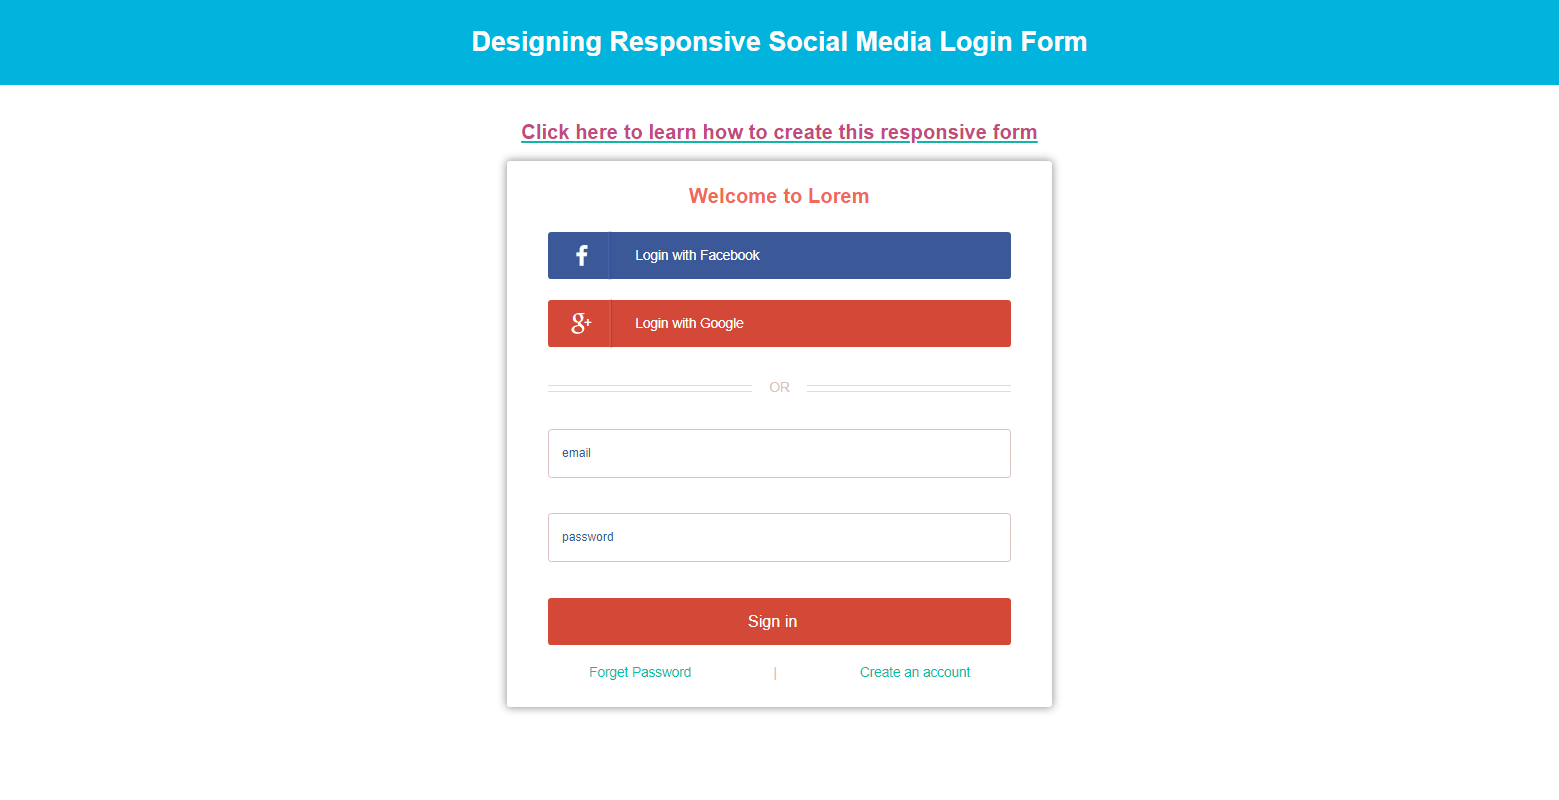 Designing Responsive Social Media Login Form
Click here to learn how to create this responsive form
Welcome to Lorem
f Login with Facebook
g+ Login with Google
OR
email
password
Sign in
Forget Password | Create an account